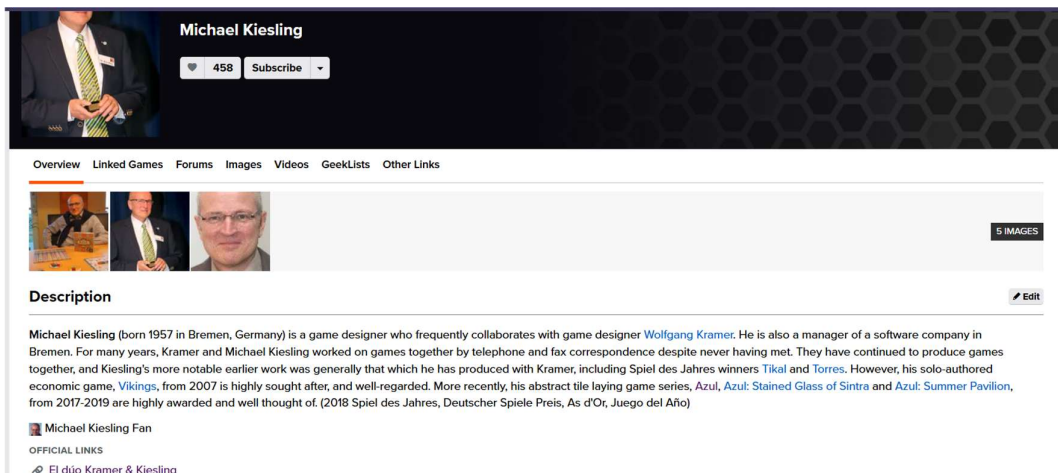 Michael Kiesling
458 Subscribe
Overview Linked Games Forums Images Videos GeekLists Other Links
5 IMAGES
Description Edit
Michael Kiesling (born 1957 in Bremen, Germany) is a game designer who frequently collaborates with game designer Wolfgang Kramer. He is also a manager of a software company in
Bremen. For many years, Kramer and Michael Kiesling worked on games together by telephone and fax correspondence despite never having met. They have continued to produce games
together, and Kiesling's more notable earlier work was generally that which he has produced with Kramer, including Spiel des Jahres winners Tikal and Torres. However, his solo-authored
economic game, Vikings, from 2007 is highly sought after, and well-regarded. More recently, his abstract tile laying game series, Azul, Azul: Stained Glass of Sintra and Azul: Summer Pavilion,
from 2017-2019 are highly awarded and well thought of. (2018 Spiel des Jahres, Deutscher Spiele Preis, As d'Or, Juego del Año)
Michael Kiesling Fan
OFFICIAL LINKS
El dúo Kramer & Kiesling